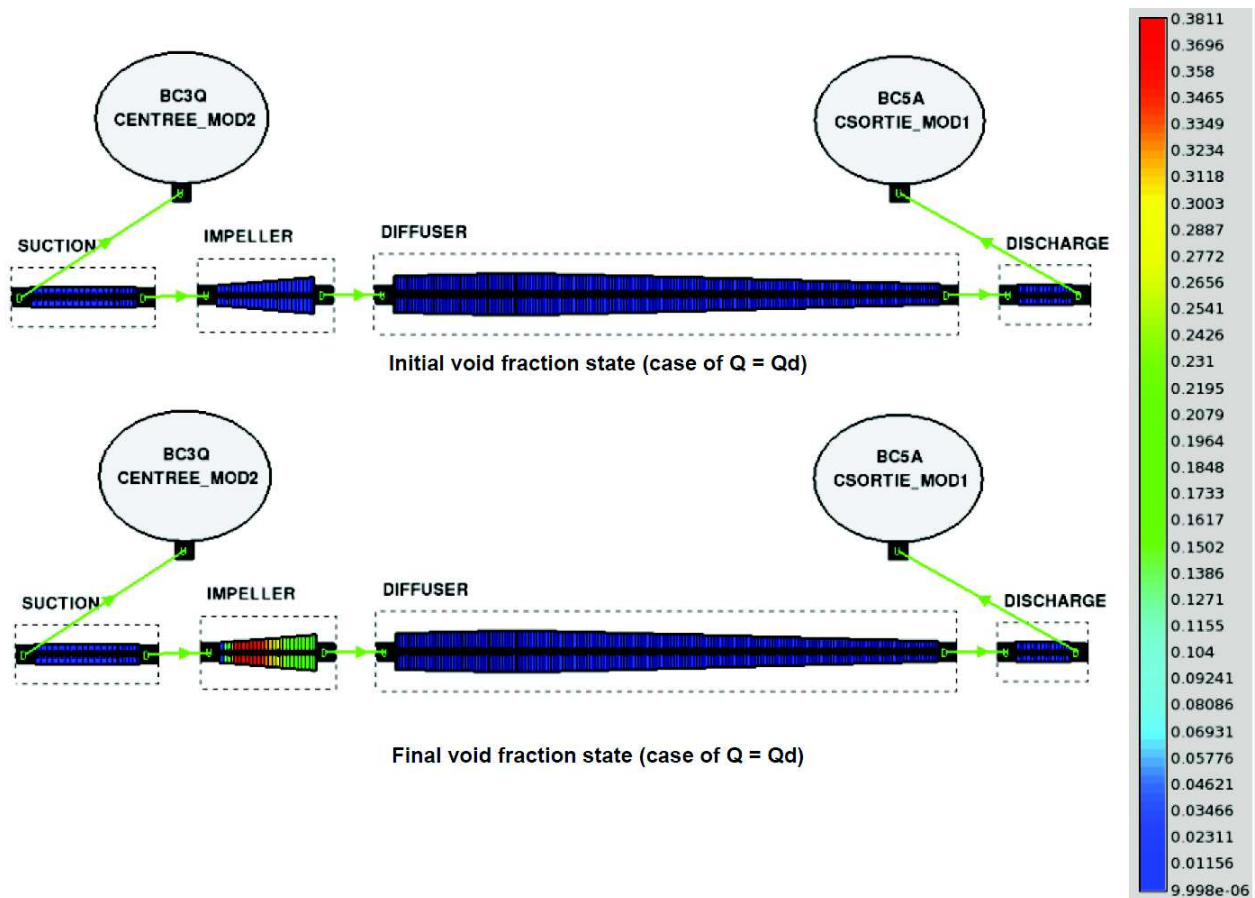 BC3Q
CENTREE_MOD2
BC5A
CSORTIE_MOD1
SUCTION
IMPELLER
DIFFUSER
DISCHARGE
U
U
D
D
U
D
U
D
U
D
Initial void fraction state (case of Q = Qd)
BC3Q
CENTREE_MOD2
BC5A
CSORTIE_MOD1
SUCTION
IMPELLER
DIFFUSER
DISCHARGE
U
U
D
D
U
D
U
D
U
D
Final void fraction state (case of Q = Qd)
0.3811
0.3696
0.358
0.3465
0.3349
0.3234
0.3118
0.3003
0.2887
0.2772
0.2656
0.2541
0.2426
0.231
0.2195
0.2079
0.1964
0.1848
0.1733
0.1617
0.1502
0.1386
0.1271
0.1155
0.104
0.09241
0.08086
0.06931
0.05776
0.04621
0.03466
0.02311
0.01156
9.998e-06